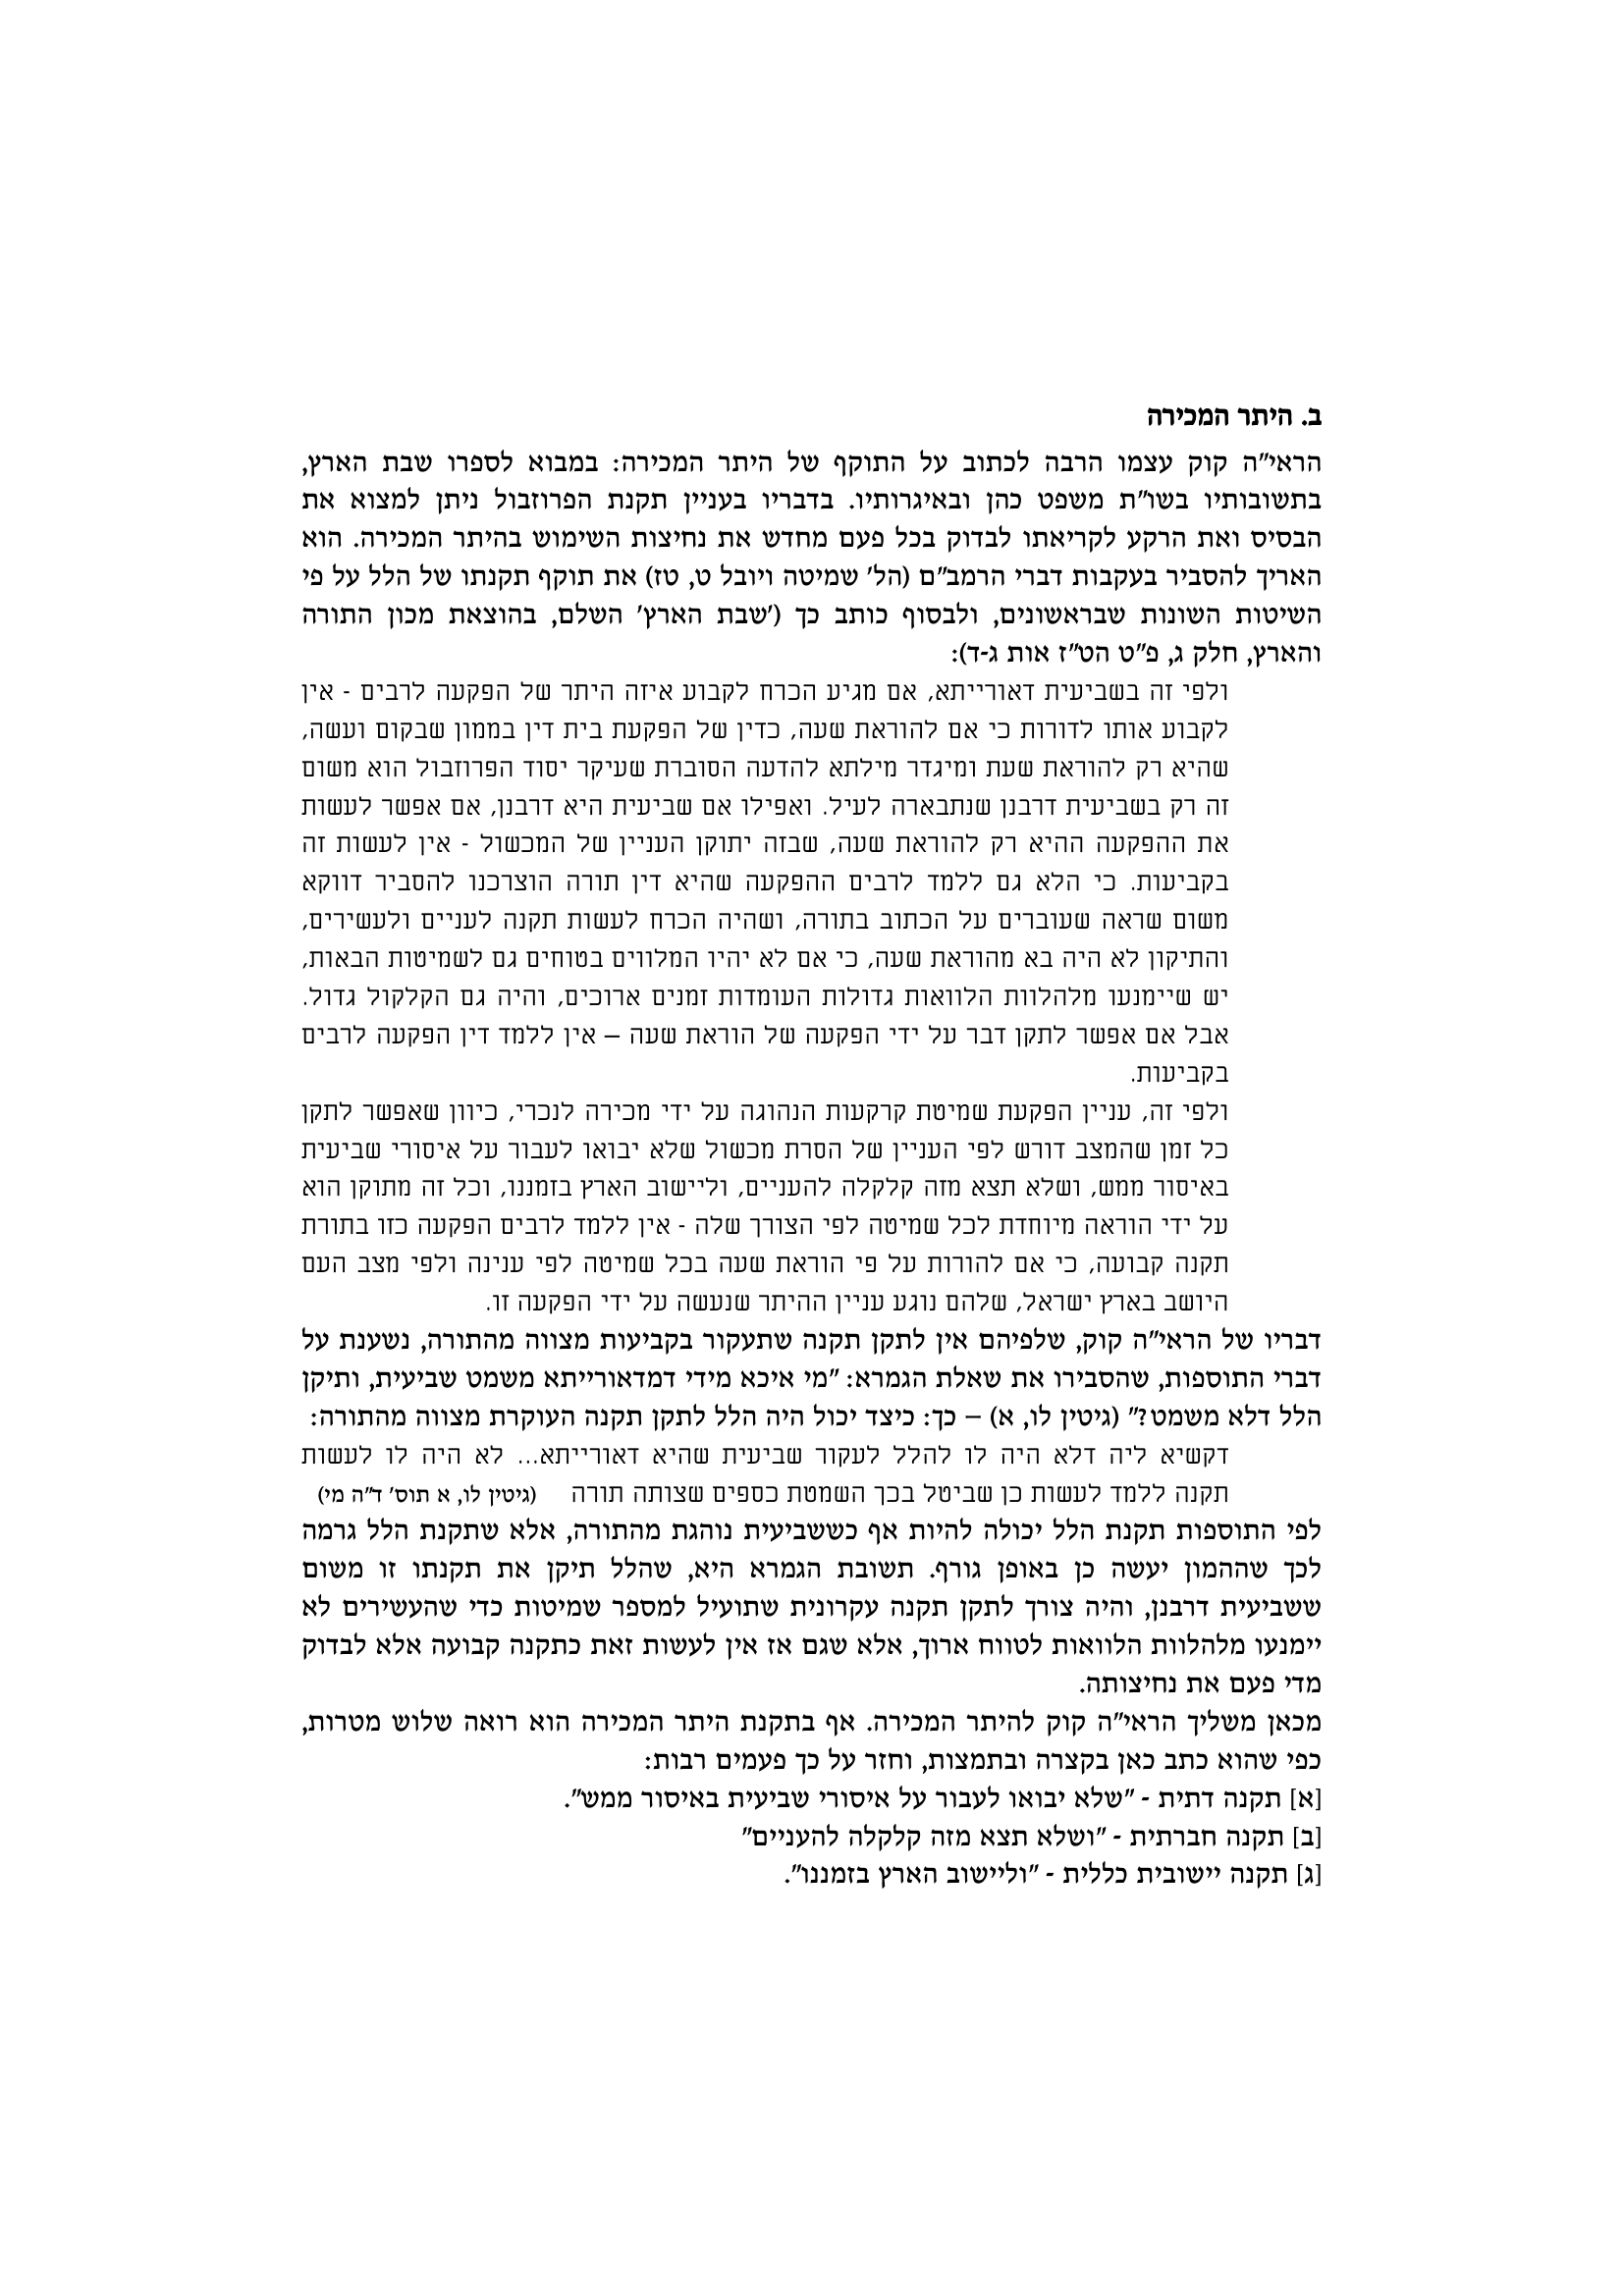 ב. היתר המכירה
הראי"ה קוק עצמו הרבה לכתוב על התוקף של היתר המכירה: במבוא לספרו שבת הארץ,
בתשובותיו בשו"ת משפט כהן ובאיגרותיו. בדבריו בעניין תקנת הפרוזבול ניתן למצוא את
הבסיס ואת הרקע לקריאתו לבדוק בכל פעם מחדש את נחיצות השימוש בהיתר המכירה. הוא
האריך להסביר בעקבות דברי הרמב"ם (הל' שמיטה ויובל ט, טז) את תוקף תקנתו של הלל על פי
השיטות השונות שבראשונים, ולבסוף כותב כך ('שבת הארץ' השלם, בהוצאת מכון התורה
והארץ, חלק ג, פ"ט הט"ז אות ג-ד):
ולפי זה בשביעית דאורייתא, אם מגיע הכרח לקבוע איזה היתר של הפקעה לרבים - אין
לקבוע אותו לדורות כי אם להוראת שעה, כדין של הפקעת בית דין בממון שבקום ועשה,
שהיא רק להוראת שעת ומיגדר מילתא להדעה הסוברת שעיקר יסוד הפרוזבול הוא משום
זה רק בשביעית דרבנן שנתבארה לעיל. ואפילו אם שביעית היא דרבנן, אם אפשר לעשות
את ההפקעה ההיא רק להוראת שעה, שבזה יתוקן העניין של המכשול - אין לעשות זה
בקביעות. כי הלא גם ללמד לרבים ההפקעה שהיא דין תורה הוצרכנו להסביר דווקא
משום שראה שעוברים על הכתוב בתורה, ושהיה הכרח לעשות תקנה לעניים ולעשירים,
והתיקון לא היה בא מהוראת שעה, כי אם לא יהיו המלווים בטוחים גם לשמיטות הבאות,
יש שיימנעו מלהלוות הלוואות גדולות העומדות זמנים ארוכים, והיה גם הקלקול גדול.
אבל אם אפשר לתקן דבר על ידי הפקעה של הוראת שעה – אין ללמד דין הפקעה לרבים
בקביעות.
ולפי זה, עניין הפקעת שמיטת קרקעות הנהוגה על ידי מכירה לנכרי, כיוון שאפשר לתקן
כל זמן שהמצב דורש לפי העניין של הסרת מכשול שלא יבואו לעבור על איסורי שביעית
באיסור ממש, ושלא תצא מזה קלקלה להעניים, וליישוב הארץ בזמננו, וכל זה מתוקן הוא
על ידי הוראה מיוחדת לכל שמיטה לפי הצורך שלה - אין ללמד לרבים הפקעה כזו בתורת
תקנה קבועה, כי אם להורות על פי הוראת שעה בכל שמיטה לפי ענינה ולפי מצב העם
היושב בארץ ישראל, שלהם נוגע עניין ההיתר שנעשה על ידי הפקעה זו.
דבריו של הראי"ה קוק, שלפיהם אין לתקן תקנה שתעקור בקביעות מצווה מהתורה, נשענת על
דברי התוספות, שהסבירו את שאלת הגמרא: "מי איכא מידי דמדאורייתא משמט שביעית, ותיקן
הלל דלא משמט?" (גיטין לו, א) – כך: כיצד יכול היה הלל לתקן תקנה העוקרת מצווה מהתורה:
דקשיא ליה דלא היה לו להלל לעקור שביעית שהיא דאורייתא... לא היה לו לעשות
תקנה ללמד לעשות כן שביטל בכך השמטת כספים שצותה תורה (גיטין לו, א תוס' ד"ה מי)
לפי התוספות תקנת הלל יכולה להיות אף כששביעית נוהגת מהתורה, אלא שתקנת הלל גרמה
לכך שההמון יעשה כן באופן גורף. תשובת הגמרא היא, שהלל תיקן את תקנתו זו משום
ששביעית דרבנן, והיה צורך לתקן תקנה עקרונית שתועיל למספר שמיטות כדי שהעשירים לא
יימנעו מלהלוות הלוואות לטווח ארוך, אלא שגם אז אין לעשות זאת כתקנה קבועה אלא לבדוק
מדי פעם את נחיצותה.
מכאן משליך הראי"ה קוק להיתר המכירה. אף בתקנת היתר המכירה הוא רואה שלוש מטרות,
כפי שהוא כתב כאן בקצרה ובתמצות, וחזר על כך פעמים רבות:
[א] תקנה דתית - "שלא יבואו לעבור על איסורי שביעית באיסור ממש".
[ב] תקנה חברתית - "ושלא תצא מזה קלקלה להעניים"
[ג] תקנה יישובית כללית - "וליישוב הארץ בזמננו".